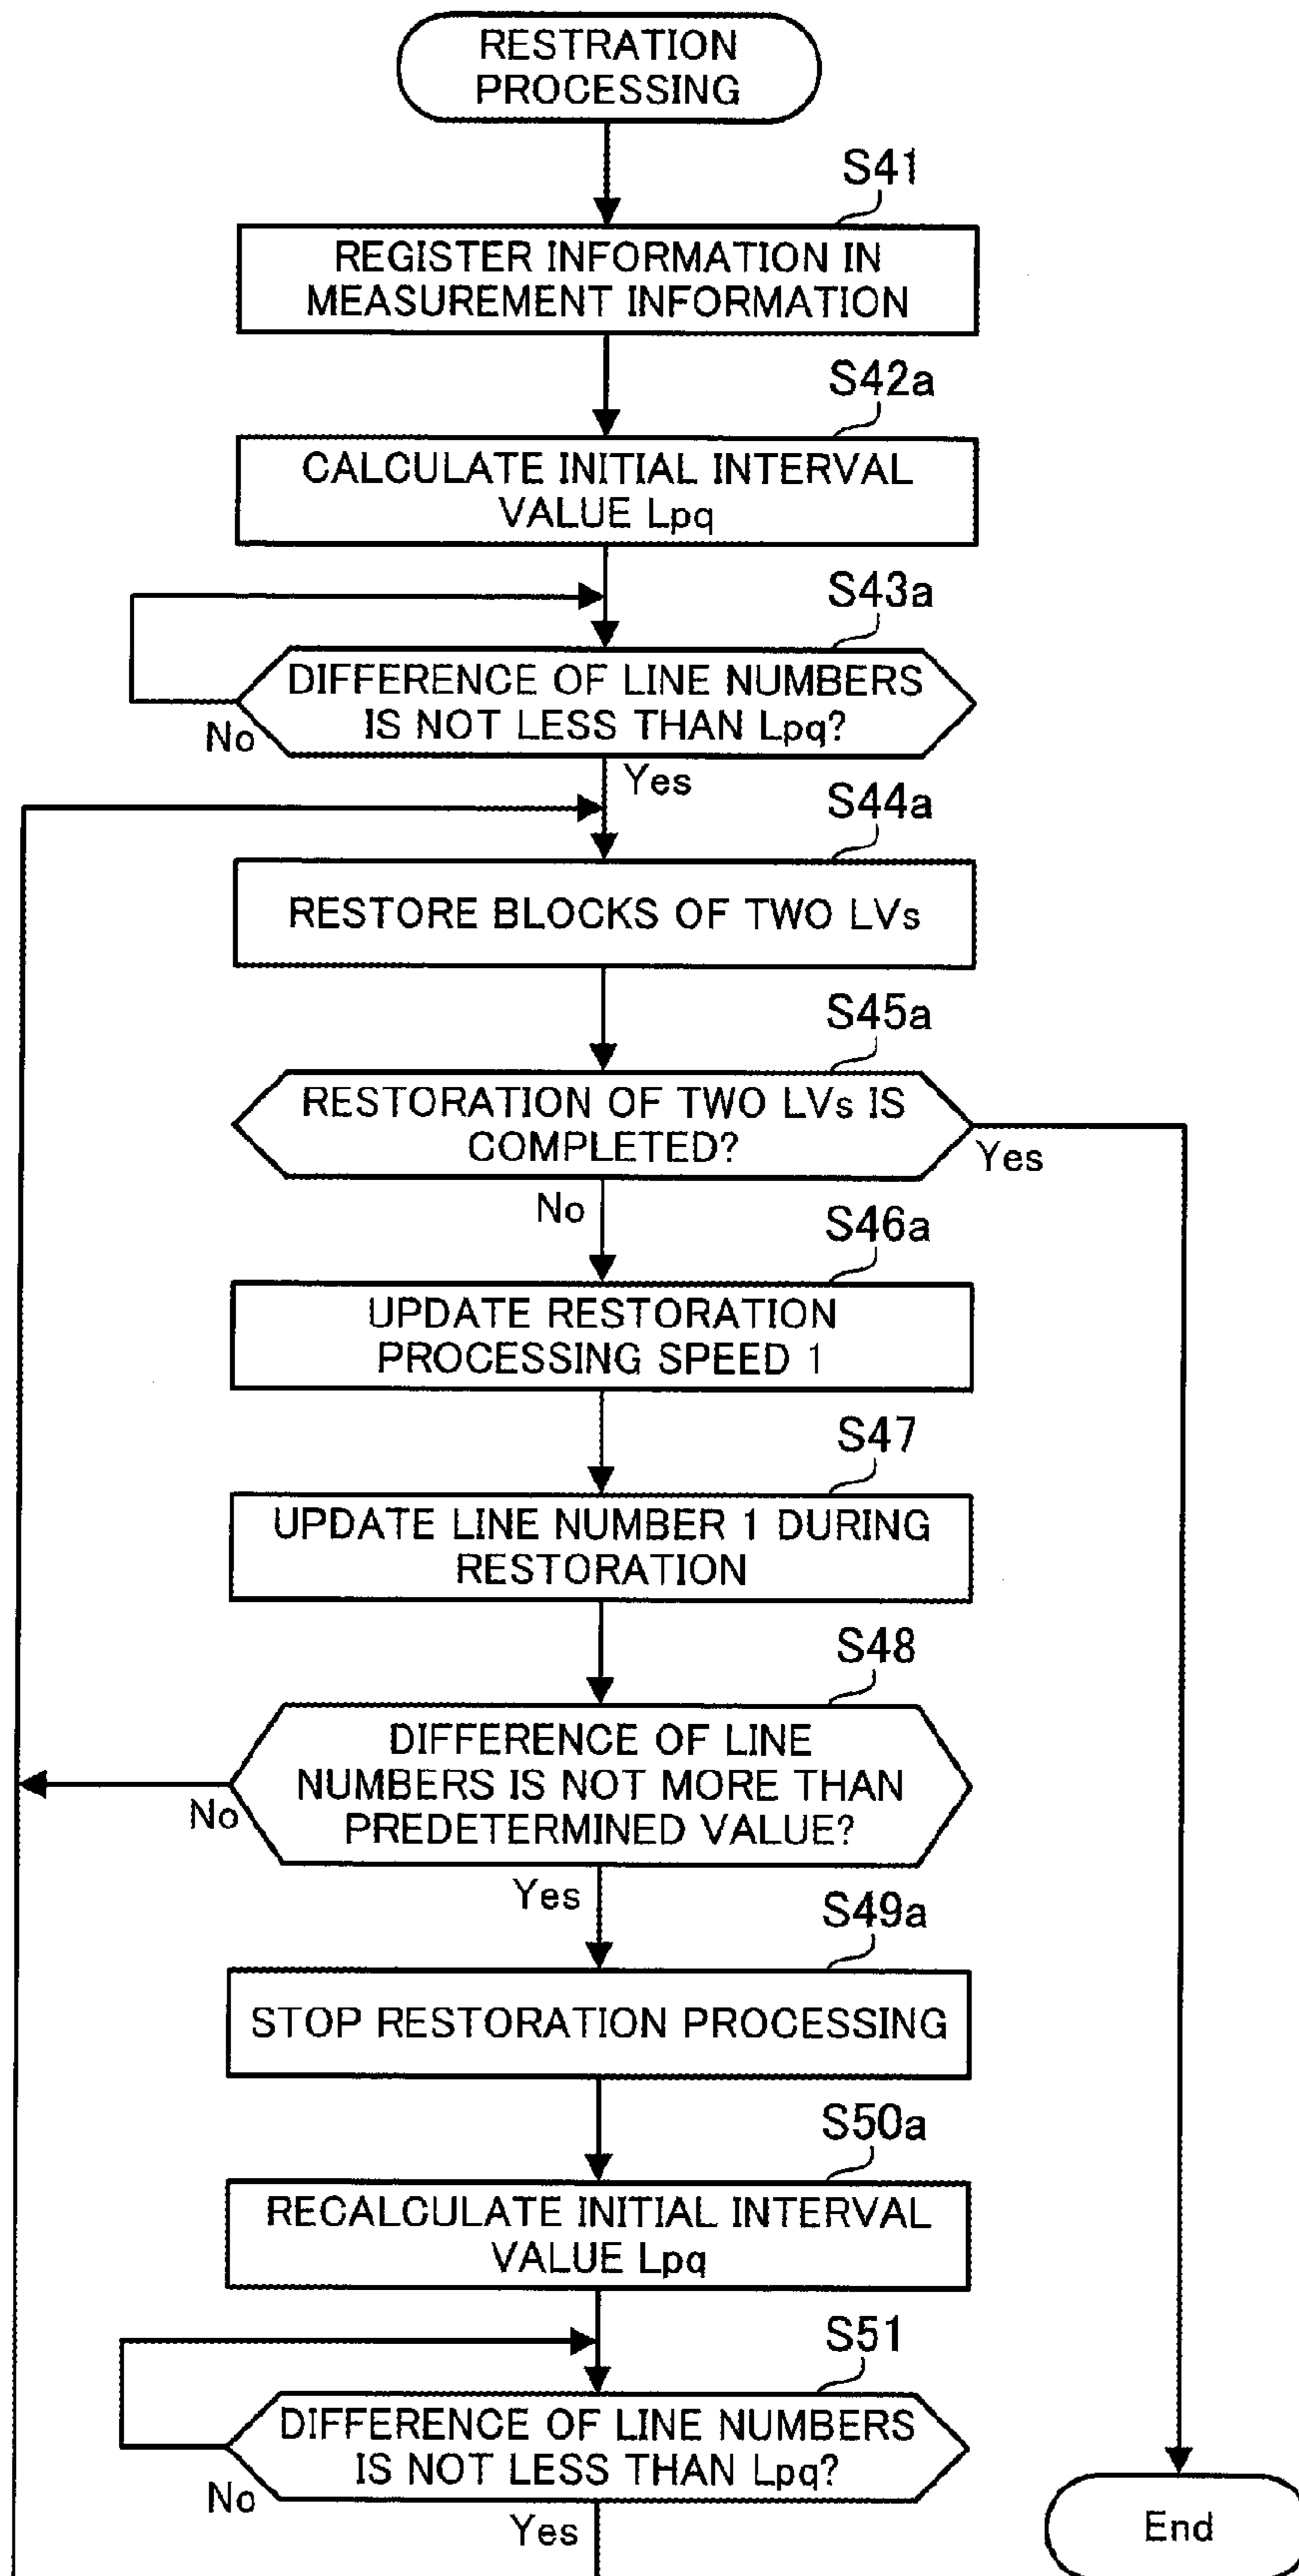 RESTRATION
PROCESSING
S41
REGISTER INFORMATION IN
MEASUREMENT INFORMATION
S42a
CALCULATE INITIAL INTERVAL
VALUE Lpq
S43a
DIFFERENCE OF LINE NUMBERS
IS NOT LESS THAN Lpq?
No
Yes
S44a
RESTORE BLOCKS OF TWO LVs
S45a
RESTORATION OF TWO LVs IS
COMPLETED?
Yes
No
S46a
UPDATE RESTORATION
PROCESSING SPEED 1
S47
UPDATE LINE NUMBER 1 DURING
RESTORATION
S48
DIFFERENCE OF LINE
NUMBERS IS NOT MORE THAN
PREDETERMINED VALUE?
No
Yes
S49a
STOP RESTORATION PROCESSING
S50a
RECALCULATE INITIAL INTERVAL
VALUE Lpq
S51
DIFFERENCE OF LINE NUMBERS
IS NOT LESS THAN Lpq?
No
Yes
End